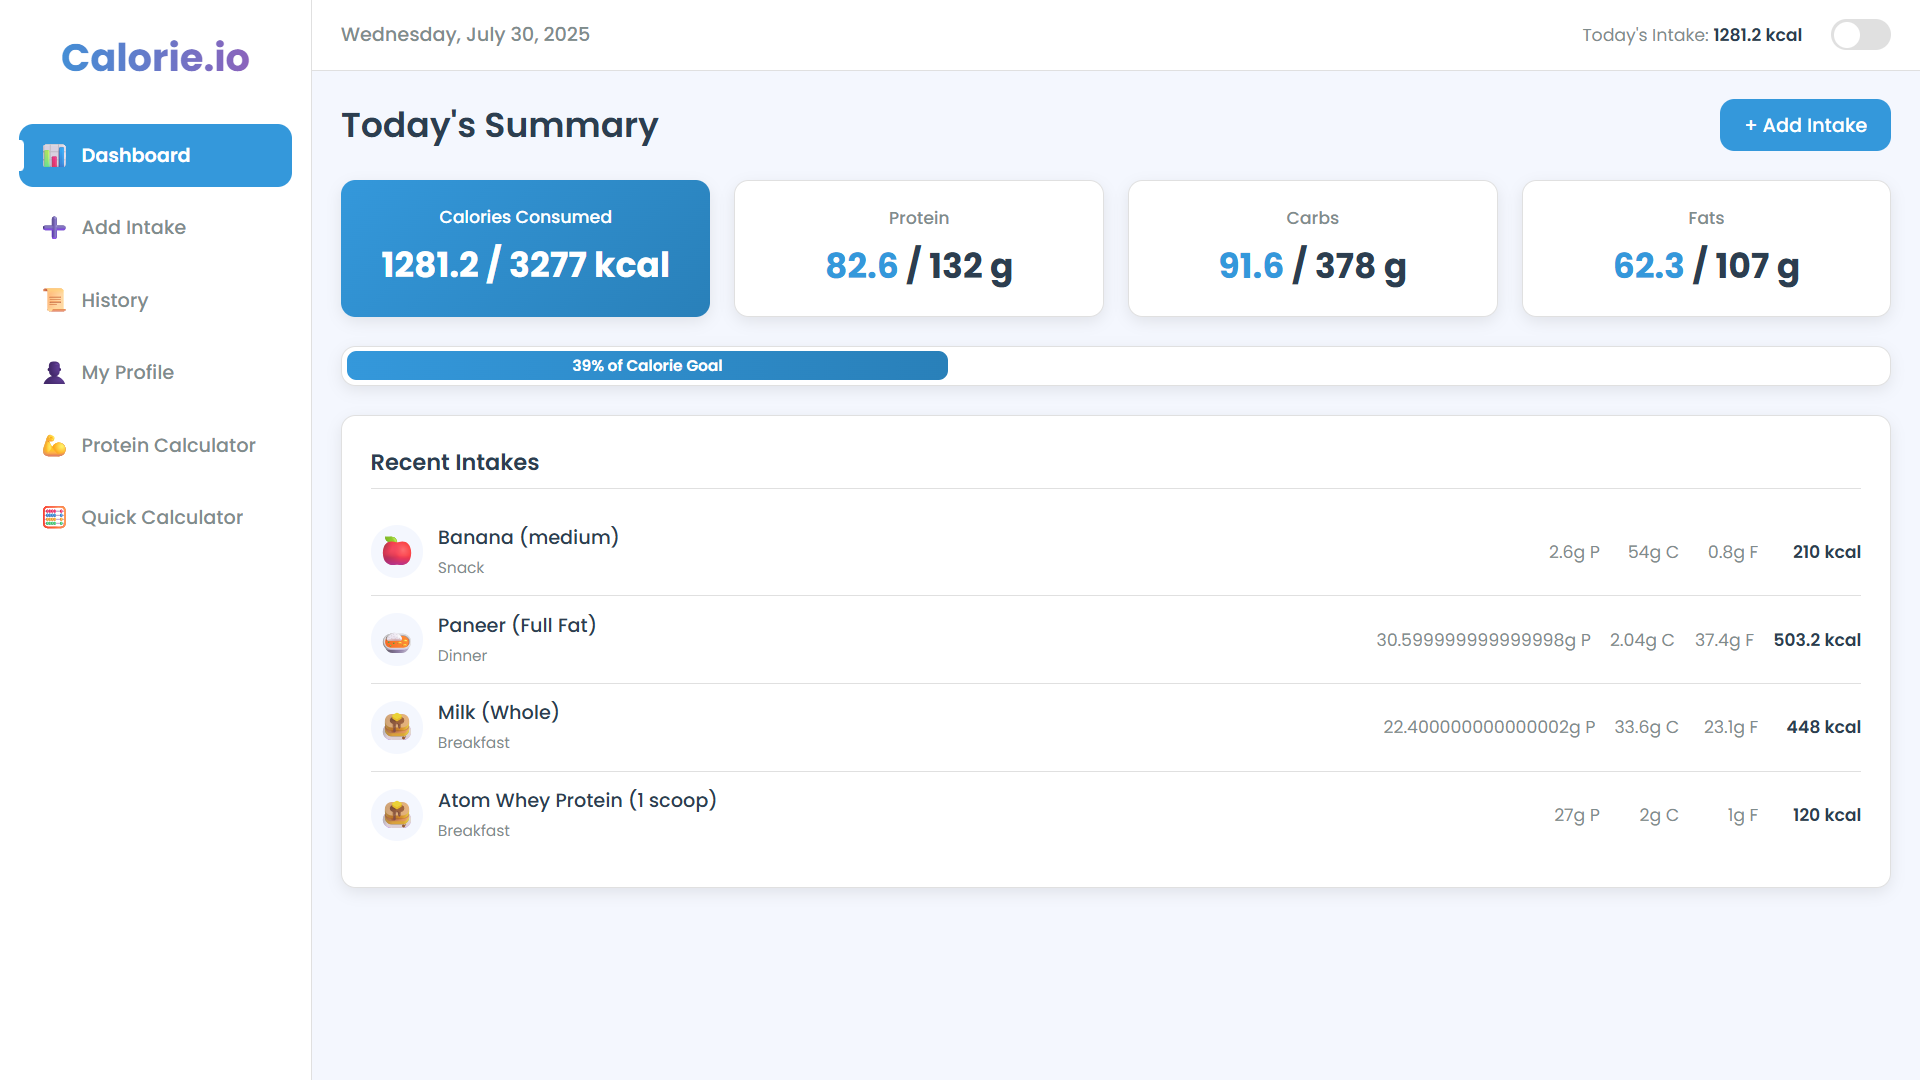 Calorie.io
Dashboard
Add Intake
History
My Profile
Protein Calculator
Quick Calculator
Wednesday, July 30, 2025
Today's Intake: 1281.2 kcal
Today's Summary
+ Add Intake
Calories Consumed
1281.2 / 3277 kcal
Protein
82.6 / 132 g
Carbs
91.6 / 378 g
Fats
62.3 / 107 g
39% of Calorie Goal
Recent Intakes
Banana (medium)
Snack
2.6g P 54g C 0.8g F 210 kcal
Paneer (Full Fat)
Dinner
30.599999999999998g P 2.04g C 37.4g F 503.2 kcal
Milk (Whole)
Breakfast
22.400000000000002g P 33.6g C 23.1g F 448 kcal
Atom Whey Protein (1 scoop)
Breakfast
27g P 2g C 1g F 120 kcal